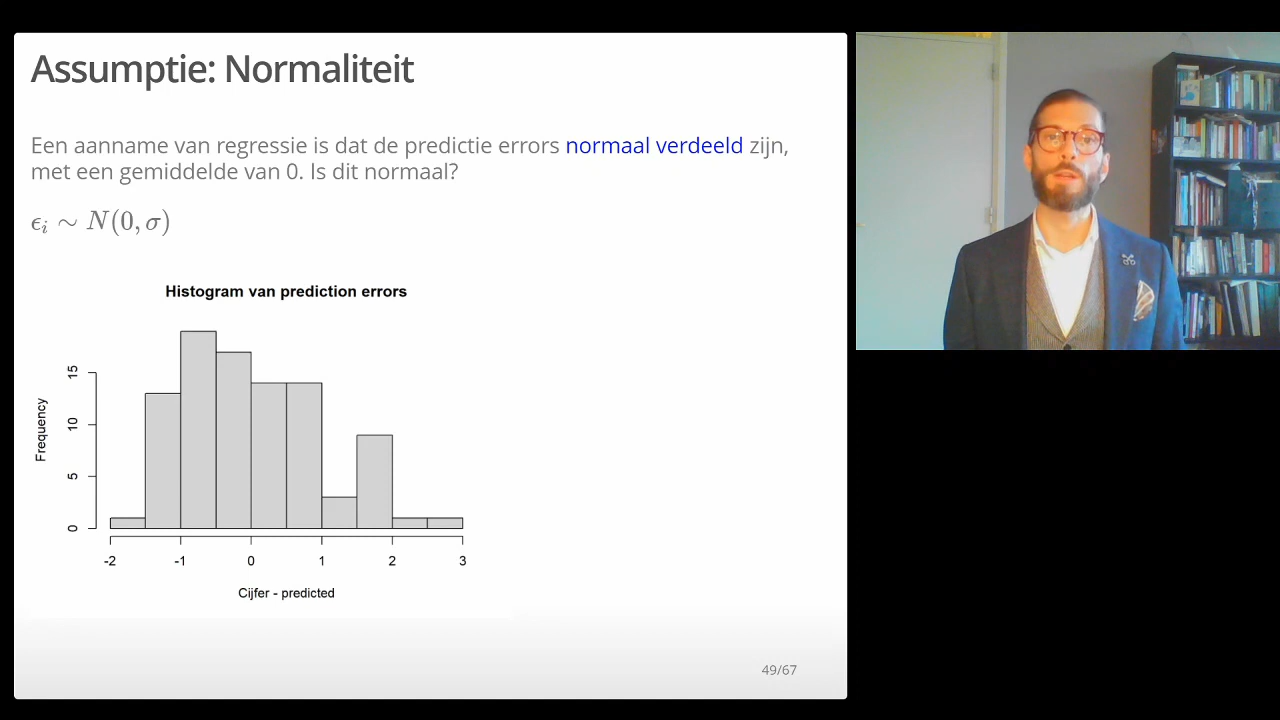 Assumptie: Normaliteit
Een aanname van regressie is dat de predictie errors normaal verdeeld zijn,
met een gemiddelde van 0. Is dit normaal?
ϵᵢ ∼ N(0, σ)
Histogram van prediction errors
Frequency
15
10
5
0
-2 -1 0 1 2 3
Cijfer - predicted
49/67